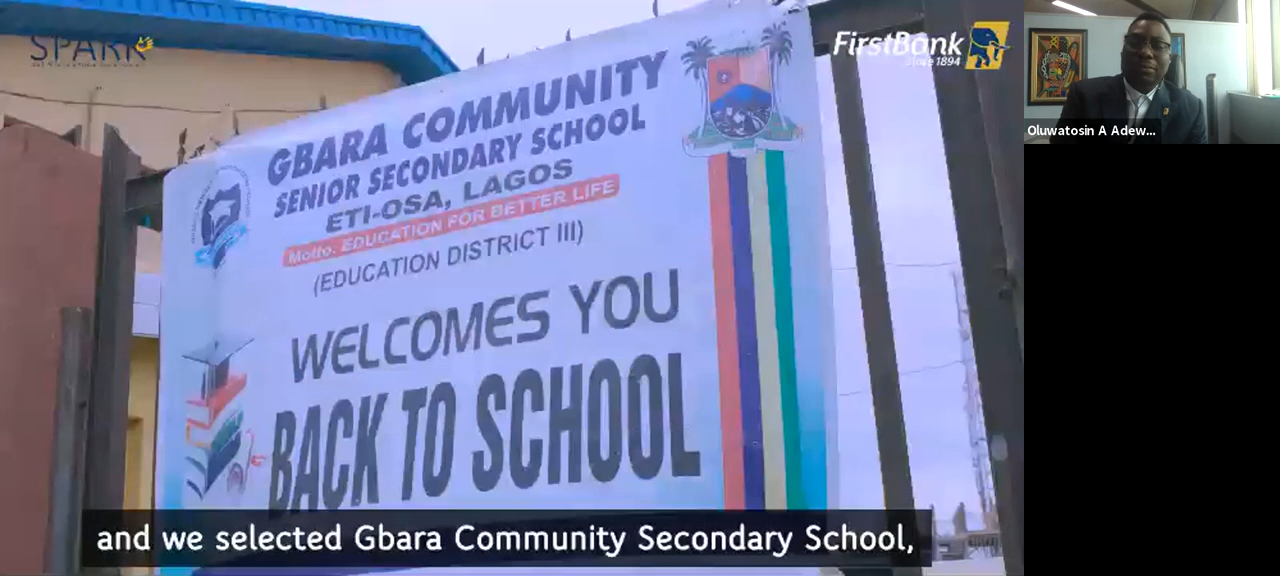 SPARK
FirstBank
Since 1894
Oluwatosin A Adew...
GBARA COMMUNITY
SENIOR SECONDARY SCHOOL
ETI-OSA, LAGOS
Motto: EDUCATION FOR BETTER LIFE
(EDUCATION DISTRICT III)
WELCOMES YOU
BACK TO SCHOOL
and we selected Gbara Community Secondary School,